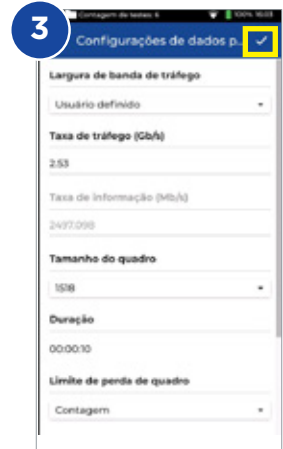 3
Contagem de testes: 5
100% 16:03
Configurações de dados p...
Largura de banda de tráfego
Usuário definido
Taxa de tráfego (Gb/s)
2.53
Taxa de informação (Mb/s)
2497.098
Tamanho do quadro
1518
Duração
00:00:10
Limite de perda de quadro
Contagem